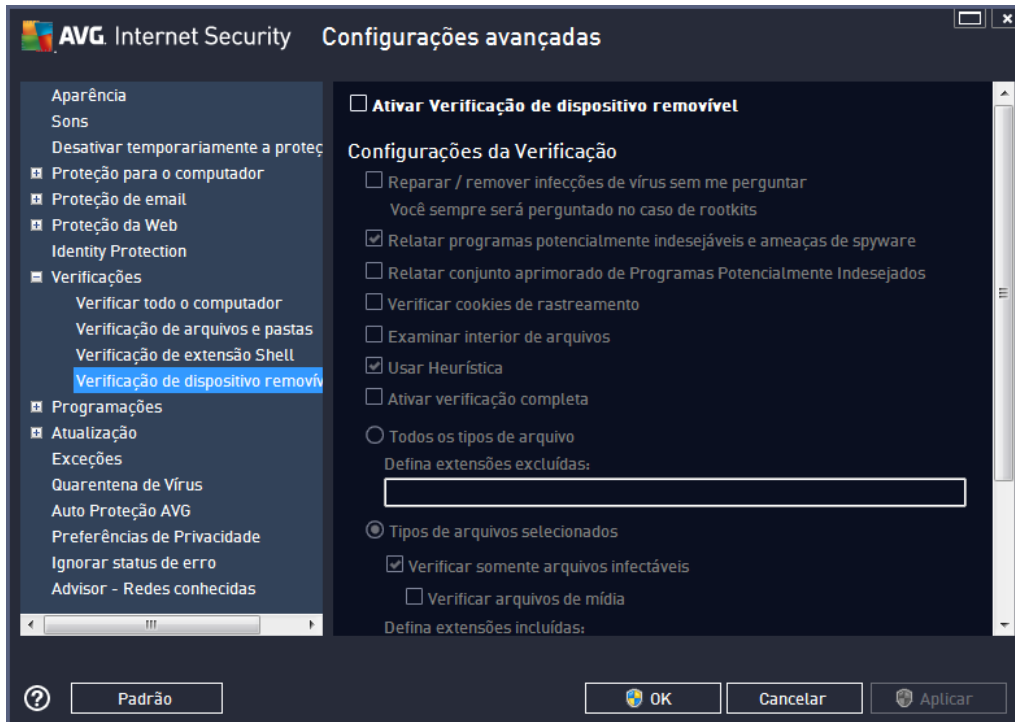 AVG. Internet Security Configurações avançadas
Aparência
Sons
Desativar temporariamente a proteç
Proteção para o computador
Proteção de email
Proteção da Web
Identity Protection
Verificações
Verificar todo o computador
Verificação de arquivos e pastas
Verificação de extensão Shell
Verificação de dispositivo removív
Programações
Atualização
Exceções
Quarentena de Vírus
Auto Proteção AVG
Preferências de Privacidade
Ignorar status de erro
Advisor - Redes conhecidas
Ativar Verificação de dispositivo removível
Configurações da Verificação
Reparar / remover infecções de vírus sem me perguntar
Você sempre será perguntado no caso de rootkits
Relatar programas potencialmente indesejáveis e ameaças de spyware
Relatar conjunto aprimorado de Programas Potencialmente Indesejados
Verificar cookies de rastreamento
Examinar interior de arquivos
Usar Heurística
Ativar verificação completa
Todos os tipos de arquivo
Defina extensões excluídas:
Tipos de arquivos selecionados
Verificar somente arquivos infectáveis
Verificar arquivos de mídia
Defina extensões incluídas:
Padrão
OK
Cancelar
Aplicar